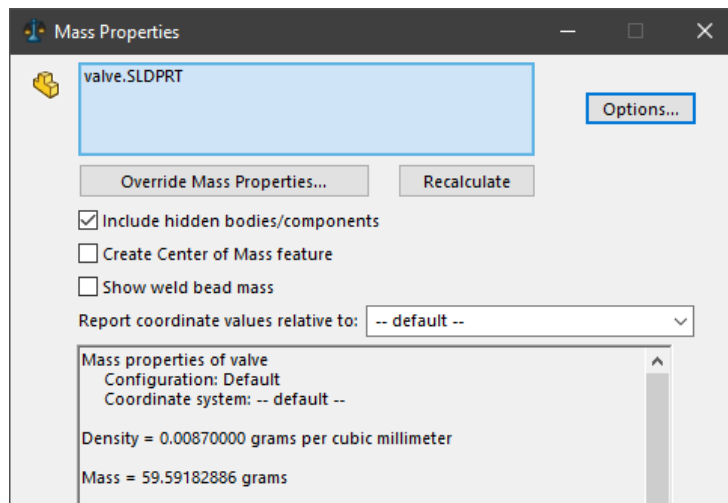 Mass Properties
valve.SLDPRT
Options...
Override Mass Properties...
Recalculate
Include hidden bodies/components
Create Center of Mass feature
Show weld bead mass
Report coordinate values relative to: -- default --
Mass properties of valve
Configuration: Default
Coordinate system: -- default --
Density = 0.00870000 grams per cubic millimeter
Mass = 59.59182886 grams